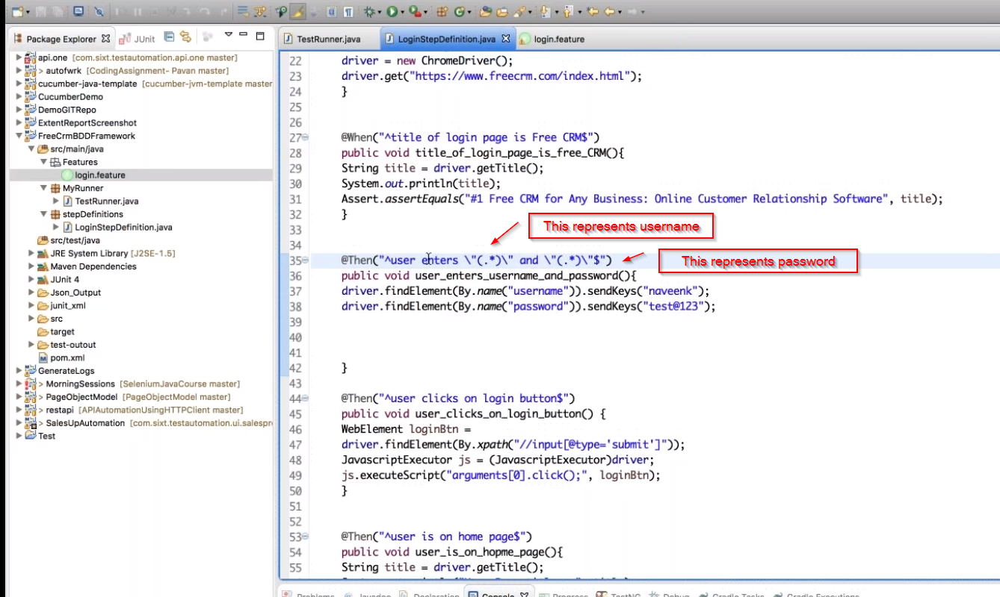 Package Explorer
JUnit
TestRunner.java
LoginStepDefinition.java
login.feature
api.one [com.sixt.testautomation.api.one master]
> autofwrk [CodingAssignment- Pavan master]
cucumber-java-template [cucumber-jvm-template master
CucumberDemo
DemoGITRepo
ExtentReportScreenshot
FreeCrmBDDFramework
src/main/java
Features
login.feature
MyRunner
TestRunner.java
stepDefinitions
LoginStepDefinition.java
src/test/java
JRE System Library [J2SE-1.5]
Maven Dependencies
JUnit 4
Json_Output
junit_xml
src
target
test-outout
pom.xml
GenerateLogs
> MorningSessions [SeleniumJavaCourse master]
> PageObjectModel [PageObjectModel master]
> restapi [APIAutomationUsingHTTPClient master]
> SalesUpAutomation [com.sixt.testautomation.ui.salespr
Test
22 driver = new ChromeDriver();
23 driver.get("https://www.freecrm.com/index.html");
24 }
25
26
27 @When("^title of login page is Free CRM$")
28 public void title_of_login_page_is_free_CRM(){
29 String title = driver.getTitle();
30 System.out.println(title);
31 Assert.assertEquals("#1 Free CRM for Any Business: Online Customer Relationship Software", title);
32 }
33
This represents username
34
35 @Then("^user enters \"(.*)\" and \"(.*)\"$")
This represents password
36 public void user_enters_username_and_password(){
37 driver.findElement(By.name("username")).sendKeys("naveenk");
38 driver.findElement(By.name("password")).sendKeys("test@123");
39
40
41
42 }
43
44 @Then("^user clicks on login button$")
45 public void user_clicks_on_login_button() {
46 WebElement loginBtn =
47 driver.findElement(By.xpath("//input[@type='submit']"));
48 JavascriptExecutor js = (JavascriptExecutor)driver;
49 js.executeScript("arguments[0].click();", loginBtn);
50 }
51
52
53 @Then("^user is on home page$")
54 public void user_is_on_hopme_page(){
55 String title = driver.getTitle();
Problems Javadoc Declaration Console Progress TestNG Debug Gradle Tasks Gradle Executions